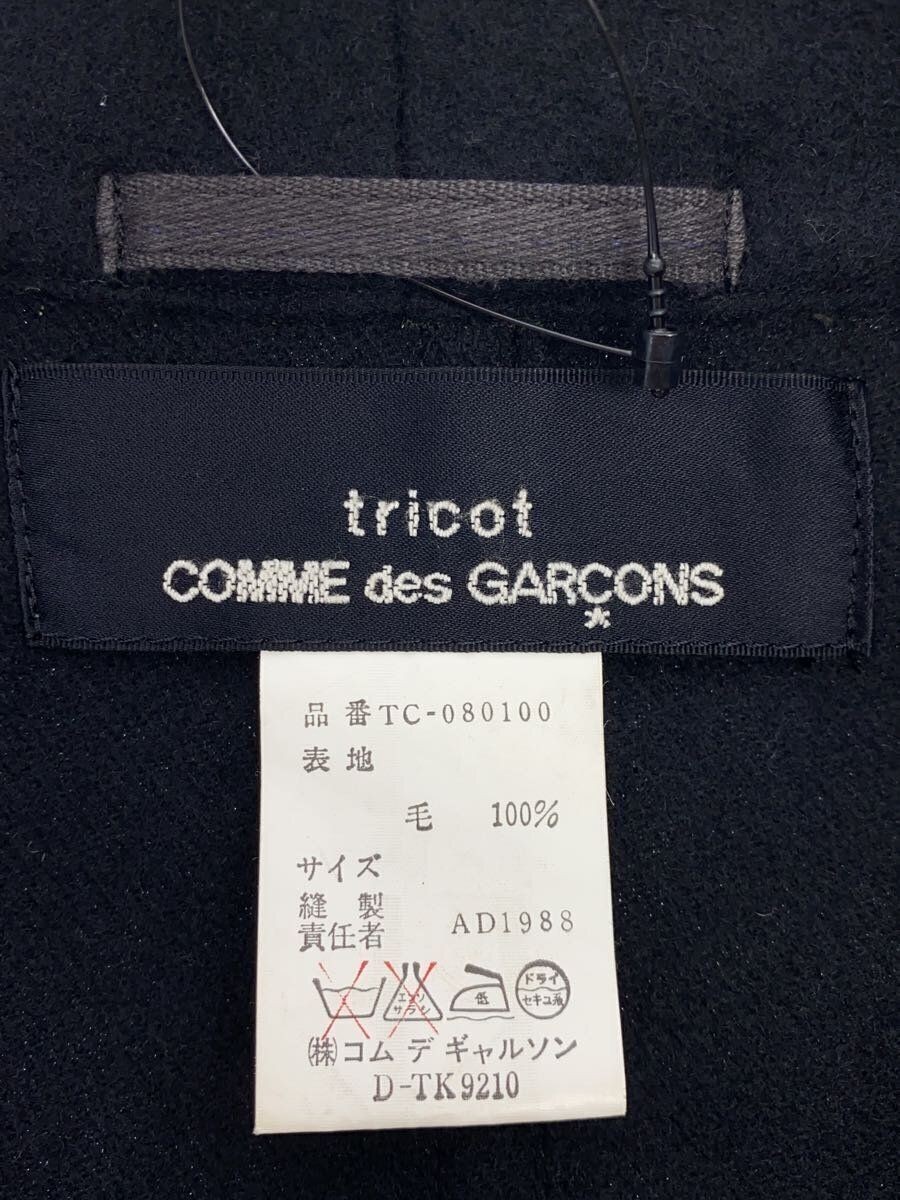 tricot
COMME des GARÇONS
品番 TC-080100
表地
毛 100%
サイズ
縫製
責任者 AD1988
エンソサラシ 低 ドライ セキユ系
㈱コム デ ギャルソン
D-TK9210